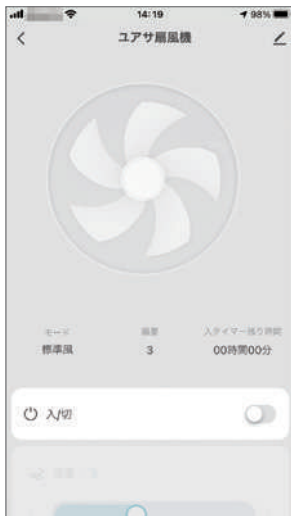 14:19 98%
ユアサ扇風機
モード 風量 入タイマー残り時間
標準風 3 00時間00分
入/切